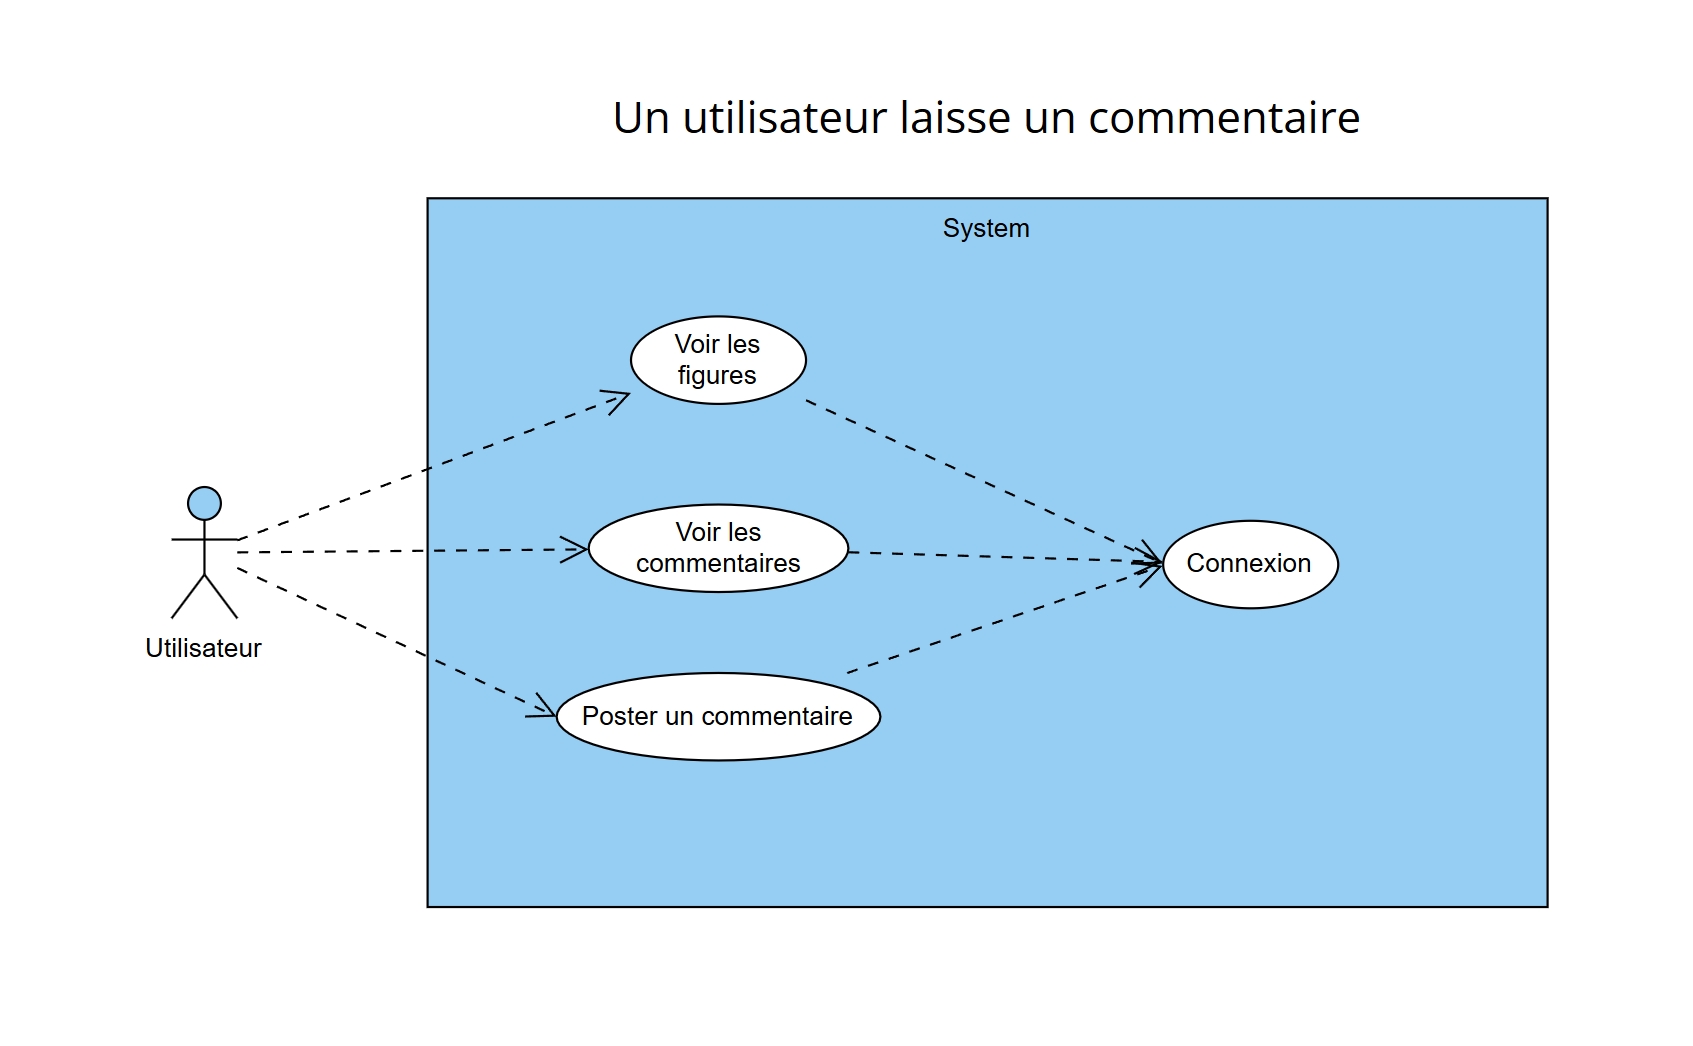 Un utilisateur laisse un commentaire
System
Voir les
figures
Voir les
commentaires
Connexion
Utilisateur
Poster un commentaire